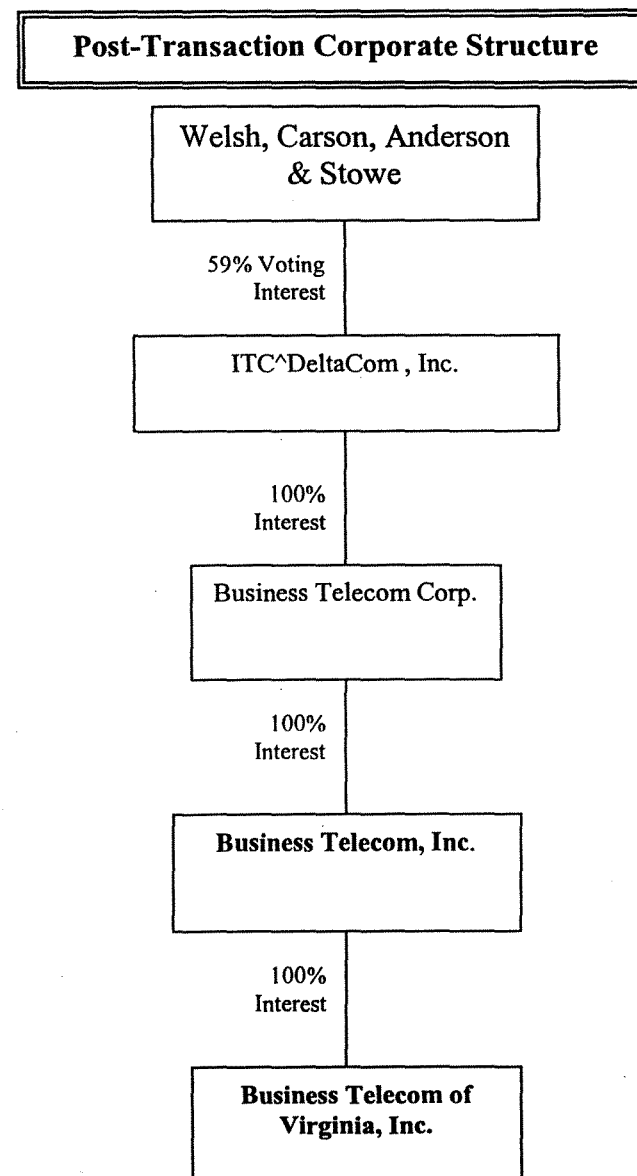 Post-Transaction Corporate Structure
Welsh, Carson, Anderson
& Stowe
59% Voting
Interest
ITC^DeltaCom , Inc.
100%
Interest
Business Telecom Corp.
100%
Interest
Business Telecom, Inc.
100%
Interest
Business Telecom of
Virginia, Inc.